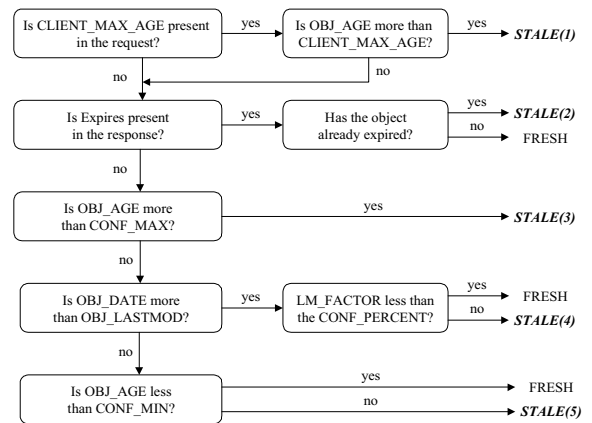 Is CLIENT_MAX_AGE present
in the request?
yes
Is OBJ_AGE more than
CLIENT_MAX_AGE?
yes
STALE(1)
no
no
Is Expires present
in the response?
yes
Has the object
already expired?
yes
STALE(2)
no
FRESH
no
Is OBJ_AGE more
than CONF_MAX?
yes
STALE(3)
no
Is OBJ_DATE more
than OBJ_LASTMOD?
yes
LM_FACTOR less than
the CONF_PERCENT?
yes
FRESH
no
STALE(4)
no
Is OBJ_AGE less
than CONF_MIN?
yes
FRESH
no
STALE(5)